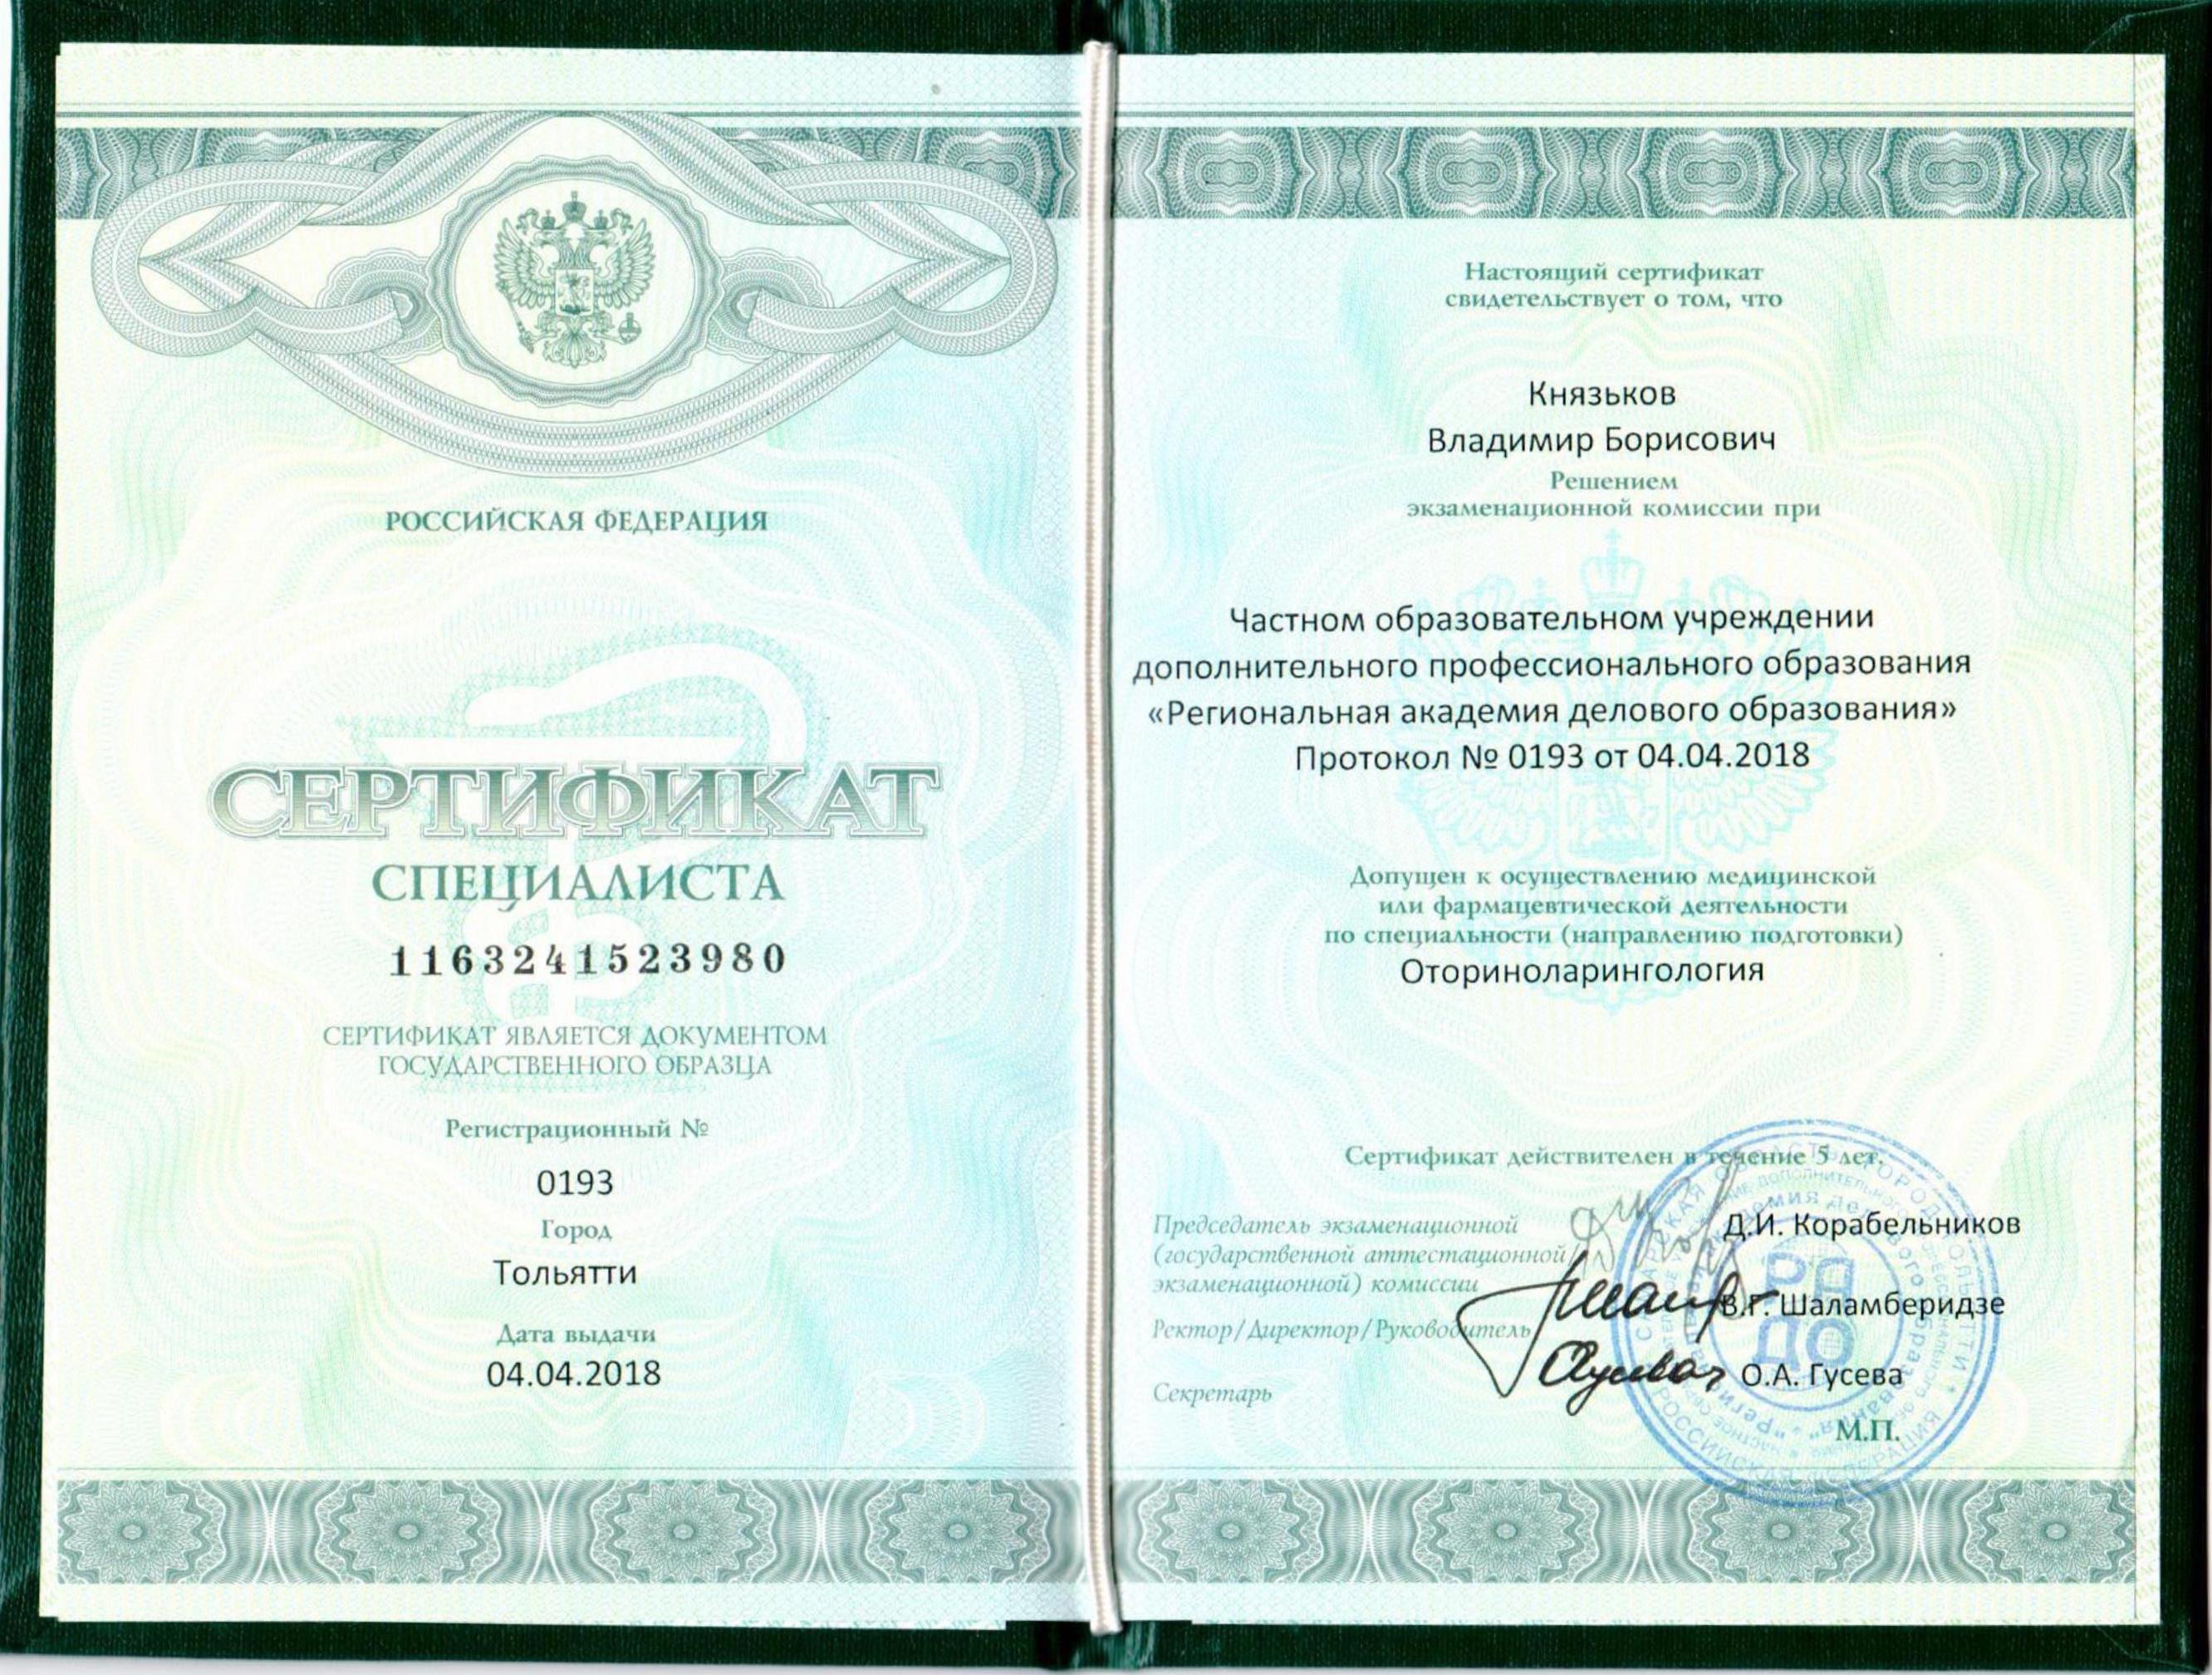 РОССИЙСКАЯ ФЕДЕРАЦИЯ
СЕРТИФИКАТ
СПЕЦИАЛИСТА
1163241523980
СЕРТИФИКАТ ЯВЛЯЕТСЯ ДОКУМЕНТОМ
ГОСУДАРСТВЕННОГО ОБРАЗЦА
Регистрационный №
0193
Город
Тольятти
Дата выдачи
04.04.2018
Настоящий сертификат
свидетельствует о том, что
Князьков
Владимир Борисович
Решением
экзаменационной комиссии при
Частном образовательном учреждении
дополнительного профессионального образования
«Региональная академия делового образования»
Протокол № 0193 от 04.04.2018
Допущен к осуществлению медицинской
или фармацевтической деятельности
по специальности (направлению подготовки)
Оториноларингология
Сертификат действителен в течение 5 лет.
Председатель экзаменационной
(государственной аттестационной/
экзаменационной) комиссии
Д.И. Корабельников
Ректор/Директор/Руководитель
В.Г. Шаламберидзе
Секретарь
О.А. Гусева
М.П.
РА
ДО
РОССИЙСКАЯ ФЕДЕРАЦИЯ